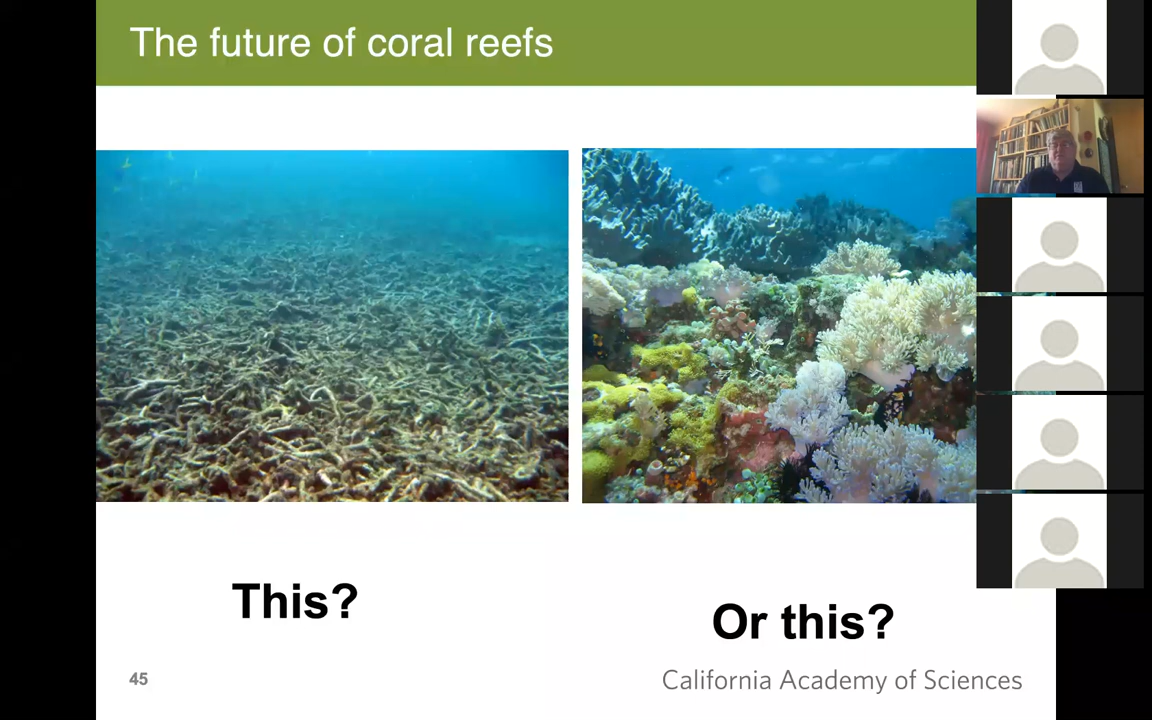 The future of coral reefs
This?
Or this?
45
California Academy of Sciences